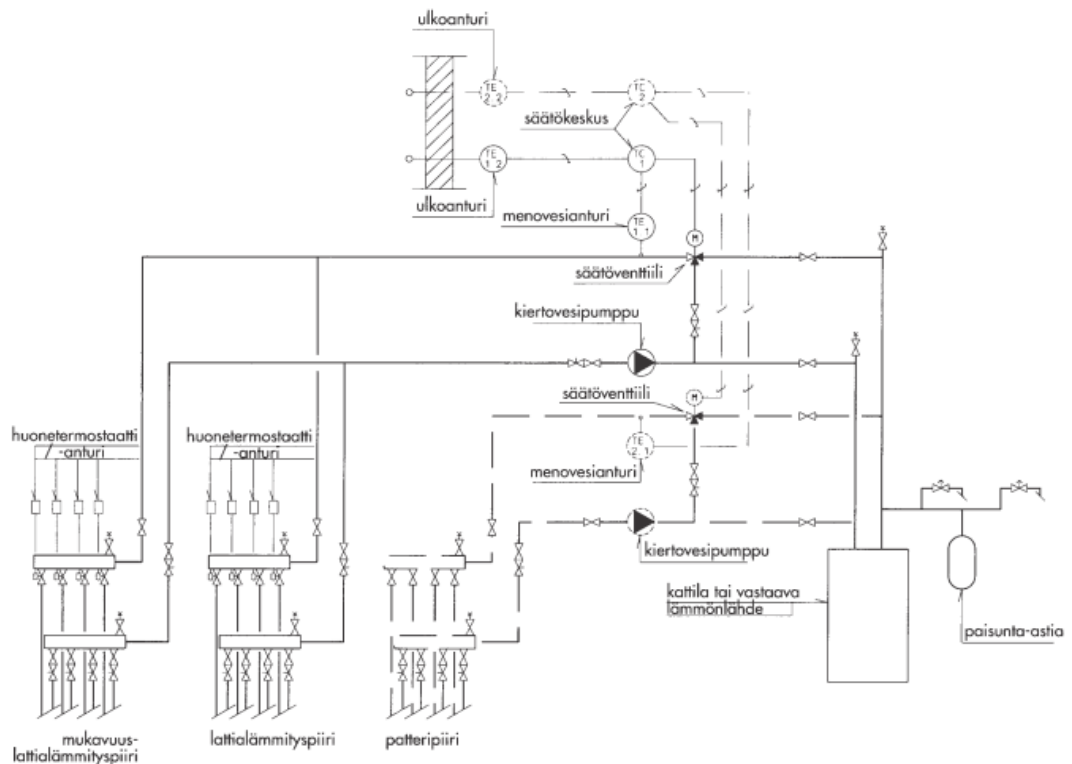 ulkoanturi
TE
2 2
TC
2
säätökeskus
TE
1 2
TC
1
ulkoanturi
menovesianturi
TE
1 1
M
säätöventtiili
kiertovesipumppu
säätöventtiili
M
huonetermostaatti
-anturi
huonetermostaatti
-anturi
TE
2 1
menovesianturi
kiertovesipumppu
kattila tai vastaava
lämmönlähde
paisunta-astia
mukavuus-
lattialämmityspiiri
lattialämmityspiiri
patteripiiri